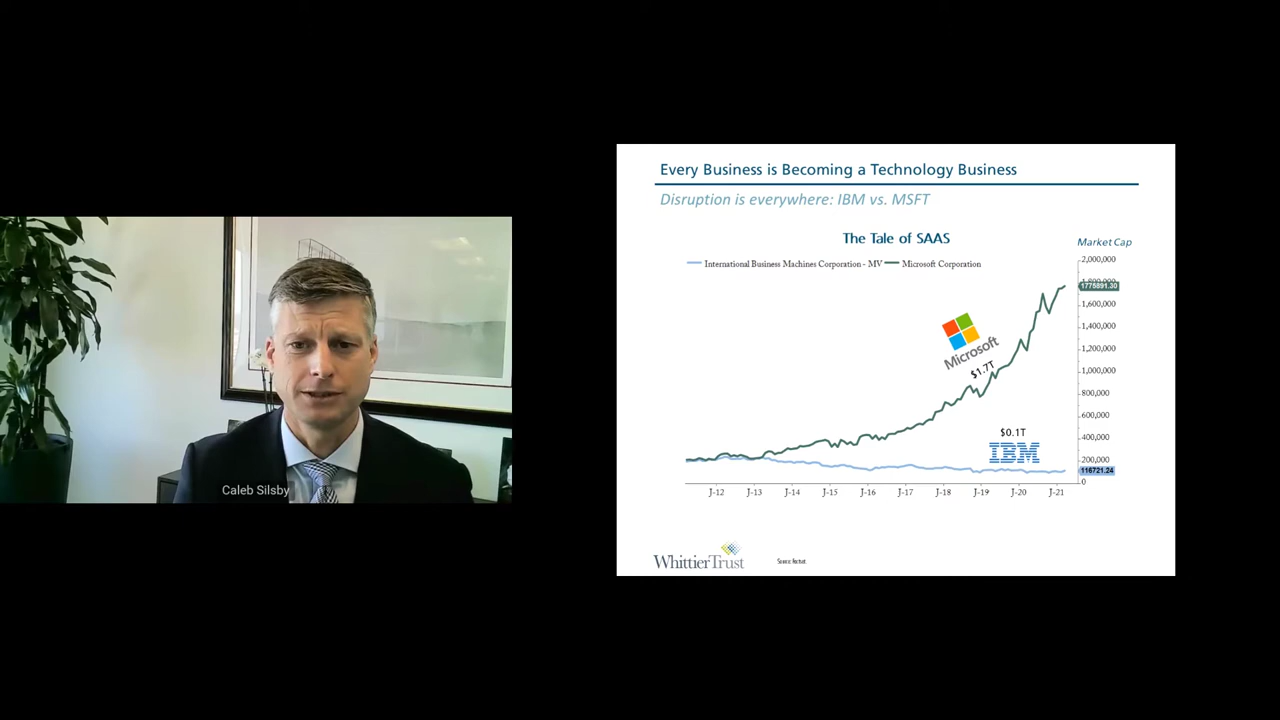 Caleb Silsby
Every Business is Becoming a Technology Business
Disruption is everywhere: IBM vs. MSFT
The Tale of SAAS
Market Cap
International Business Machines Corporation - MV
Microsoft Corporation
2,000,000
1775891.30
1,600,000
1,400,000
1,200,000
1,000,000
800,000
600,000
400,000
200,000
116721.24
0
Microsoft
$1.7T
$0.1T
IBM
J-12 J-13 J-14 J-15 J-16 J-17 J-18 J-19 J-20 J-21
WhittierTrust
Source: Factset